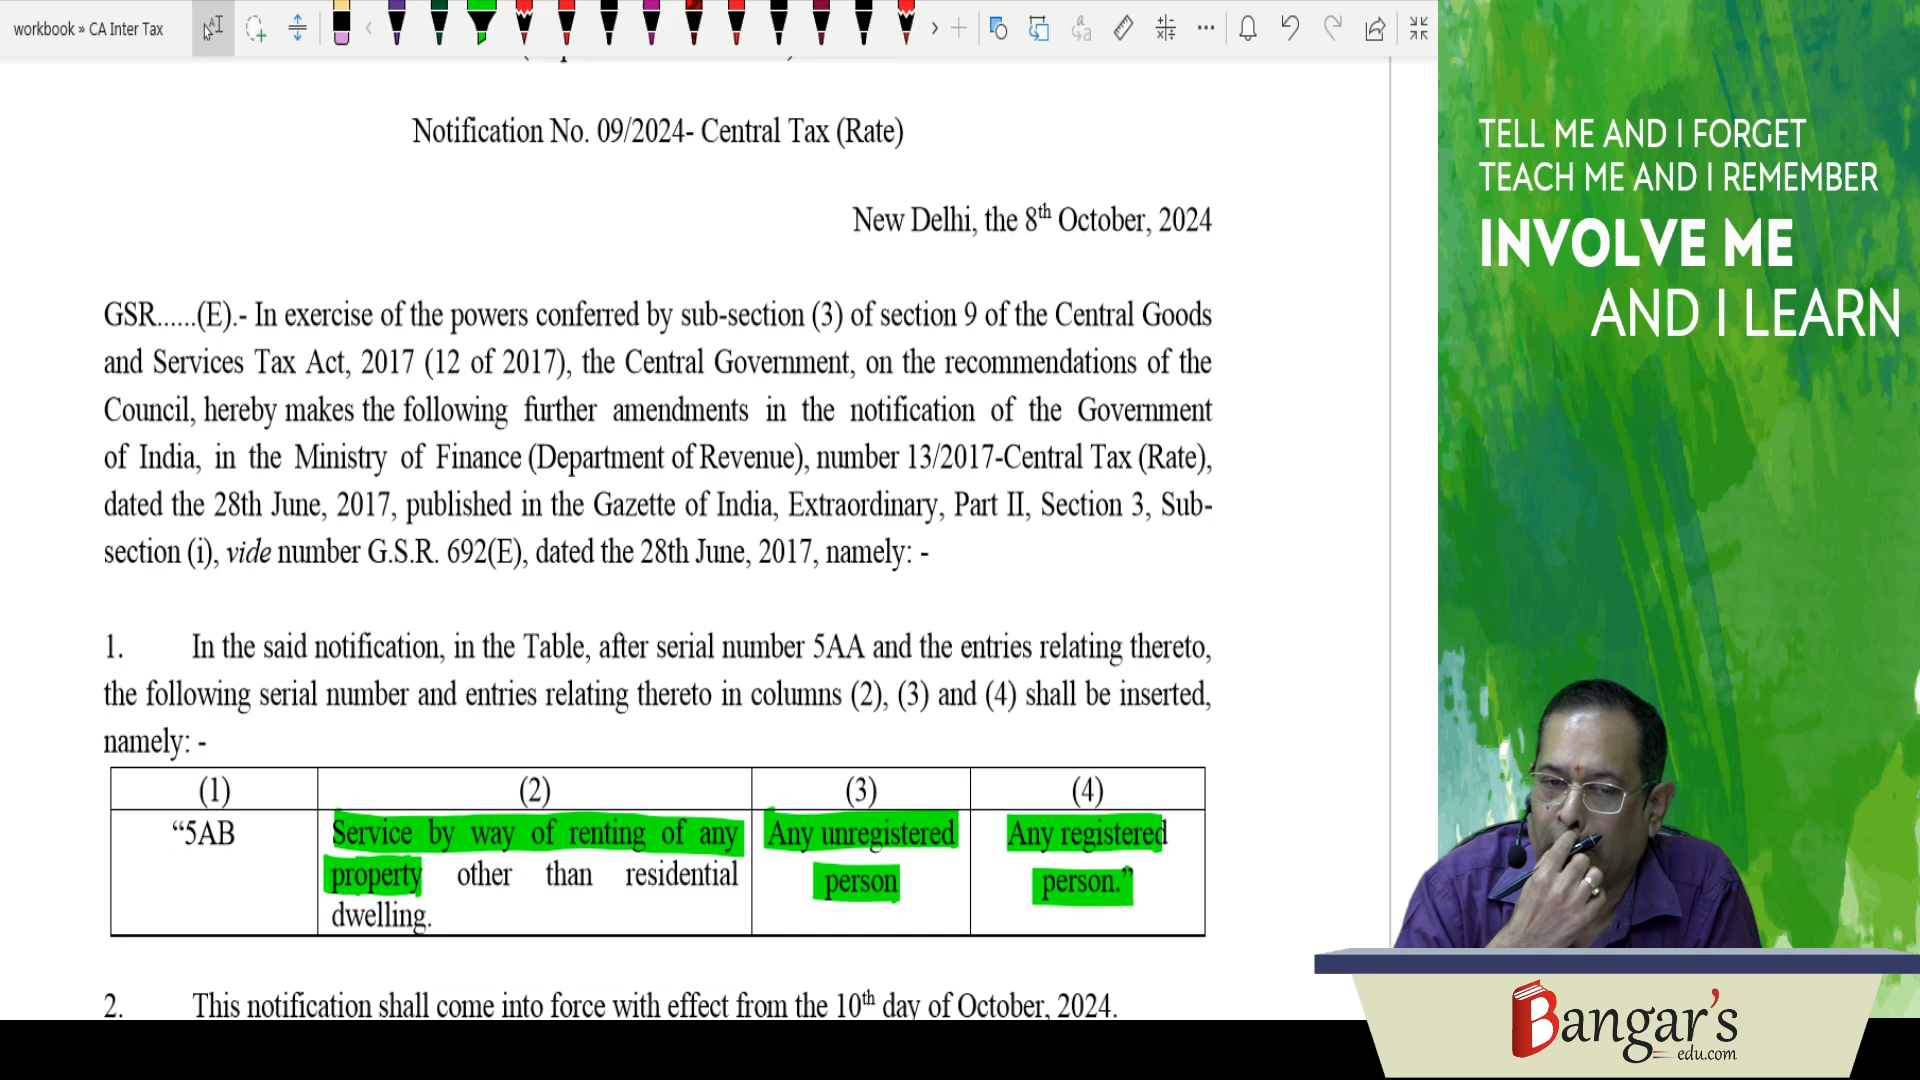 workbook » CA Inter Tax
Notification No. 09/2024- Central Tax (Rate)
New Delhi, the 8th October, 2024
GSR......(E).- In exercise of the powers conferred by sub-section (3) of section 9 of the Central Goods
and Services Tax Act, 2017 (12 of 2017), the Central Government, on the recommendations of the
Council, hereby makes the following further amendments in the notification of the Government
of India, in the Ministry of Finance (Department of Revenue), number 13/2017-Central Tax (Rate),
dated the 28th June, 2017, published in the Gazette of India, Extraordinary, Part II, Section 3, Sub-
section (i), vide number G.S.R. 692(E), dated the 28th June, 2017, namely: -
1. In the said notification, in the Table, after serial number 5AA and the entries relating thereto,
the following serial number and entries relating thereto in columns (2), (3) and (4) shall be inserted,
namely: -
(1) (2) (3) (4)
“5AB Service by way of renting of any Any unregistered Any registered
property other than residential person person.”
dwelling.
2. This notification shall come into force with effect from the 10th day of October, 2024.
TELL ME AND I FORGET
TEACH ME AND I REMEMBER
INVOLVE ME
AND I LEARN
Bangar’s
edu.com